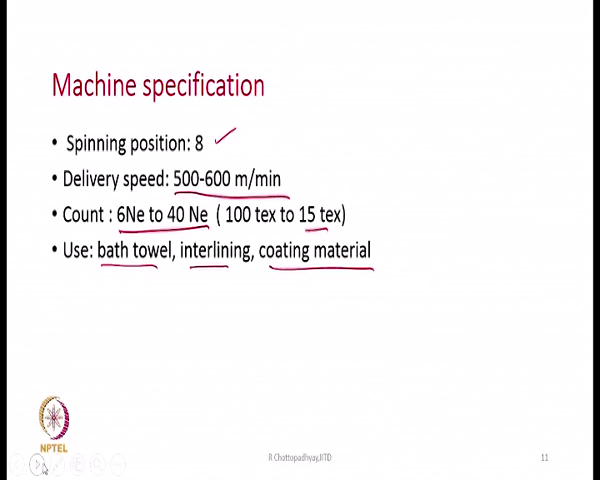 Machine specification
• Spinning position: 8
• Delivery speed: 500-600 m/min
• Count : 6Ne to 40 Ne ( 100 tex to 15 tex)
• Use: bath towel, interlining, coating material
NPTEL
R Chottopadhyay,IITD
11